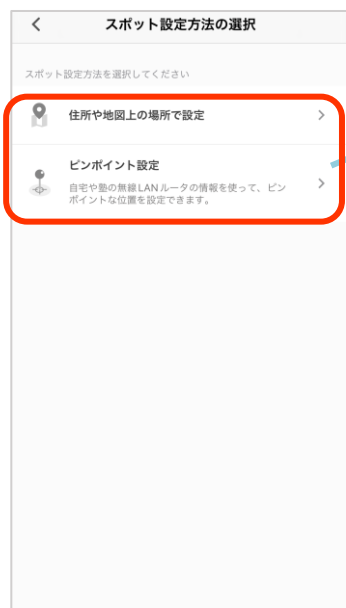 スポット設定方法の選択
スポット設定方法を選択してください
住所や地図上の場所で設定
ピンポイント設定
自宅や塾の無線LANルータの情報を使って、ピン
ポイントな位置を設定できます。